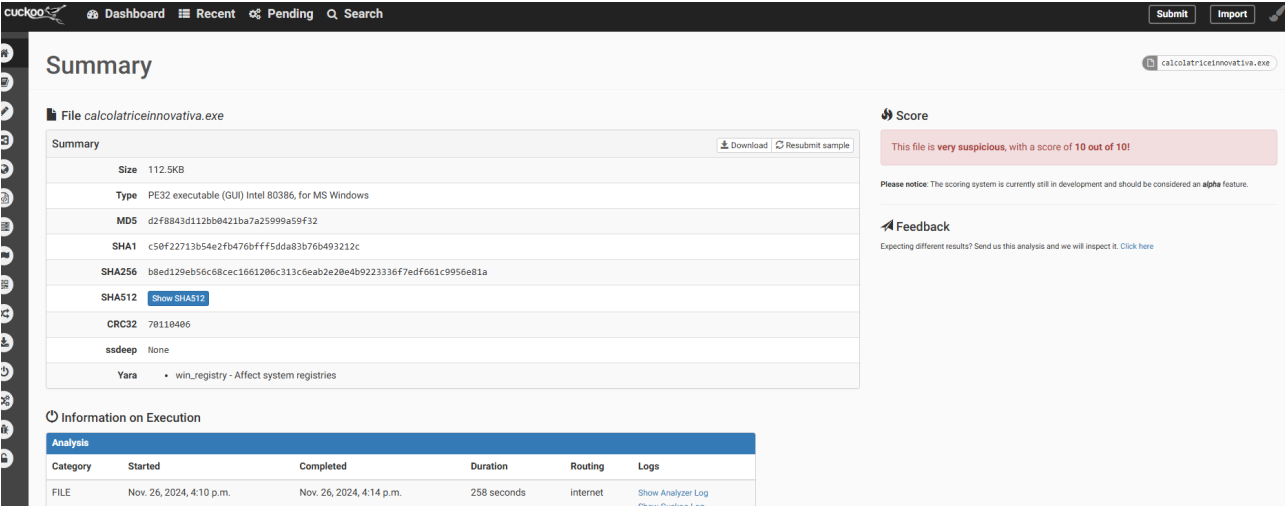 cuckoo Dashboard Recent Pending Search Submit Import
Summary
calcolatriceinnovativa.exe
File calcolatriceinnovativa.exe
Summary
Download Resubmit sample
Size 112.5KB
Type PE32 executable (GUI) Intel 80386, for MS Windows
MD5 d2f8843d112bb0421ba7a25999a59f32
SHA1 c50f22713b54e2fb476bfff5dda83b76b493212c
SHA256 b8ed129eb56c68cec1661206c313c6eab2e20e4b9223336f7edf661c9956e81a
SHA512 Show SHA512
CRC32 70110406
ssdeep None
Yara • win_registry - Affect system registries
Score
This file is very suspicious, with a score of 10 out of 10!
Please notice: The scoring system is currently still in development and should be considered an alpha feature.
Feedback
Expecting different results? Send us this analysis and we will inspect it. Click here
Information on Execution
Analysis
Category Started Completed Duration Routing Logs
FILE Nov. 26, 2024, 4:10 p.m. Nov. 26, 2024, 4:14 p.m. 258 seconds internet Show Analyzer Log
Show Cuckoo Log